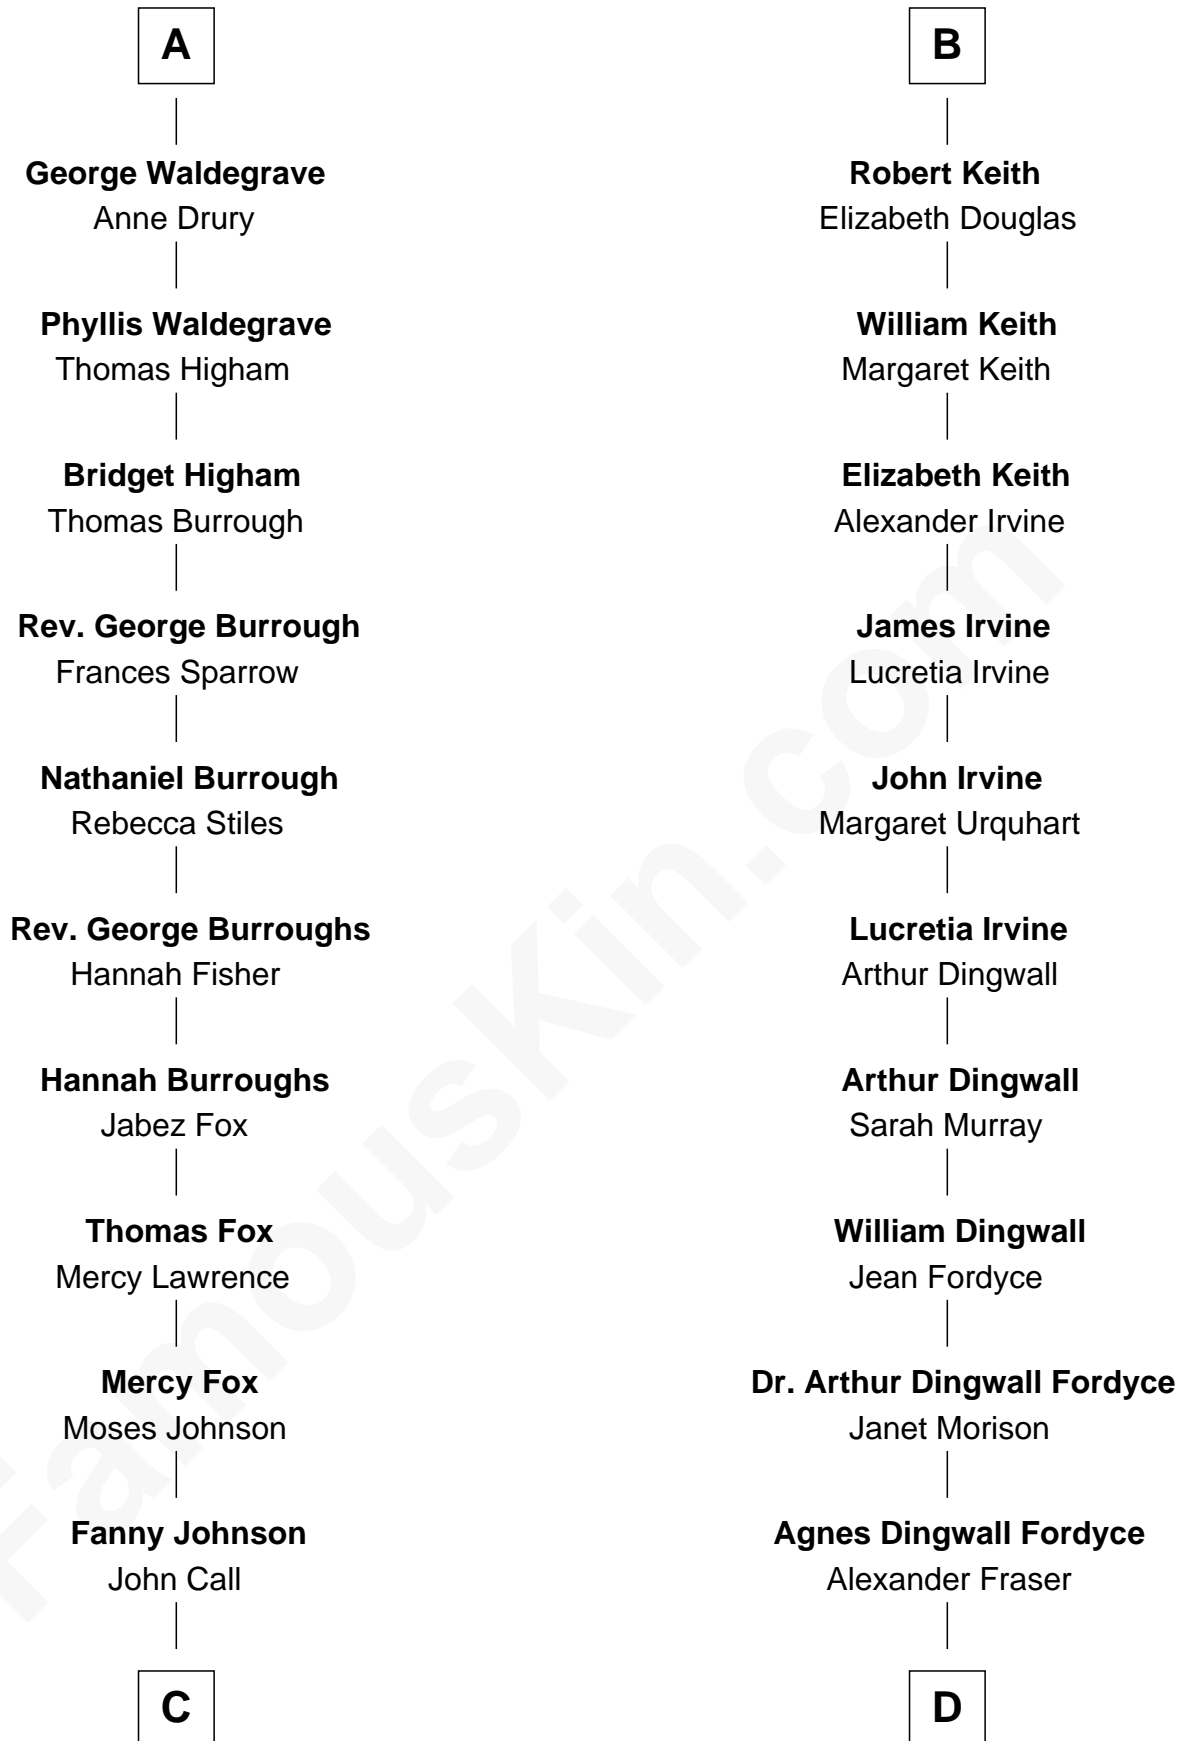 A
George Waldegrave
Anne Drury
Phyllis Waldegrave
Thomas Higham
Bridget Higham
Thomas Burrough
Rev. George Burrough
Frances Sparrow
Nathaniel Burrough
Rebecca Stiles
Rev. George Burroughs
Hannah Fisher
Hannah Burroughs
Jabez Fox
Thomas Fox
Mercy Lawrence
Mercy Fox
Moses Johnson
Fanny Johnson
John Call
C
B
Robert Keith
Elizabeth Douglas
William Keith
Margaret Keith
Elizabeth Keith
Alexander Irvine
James Irvine
Lucretia Irvine
John Irvine
Margaret Urquhart
Lucretia Irvine
Arthur Dingwall
Arthur Dingwall
Sarah Murray
William Dingwall
Jean Fordyce
Dr. Arthur Dingwall Fordyce
Janet Morison
Agnes Dingwall Fordyce
Alexander Fraser
D
FamousKin.com